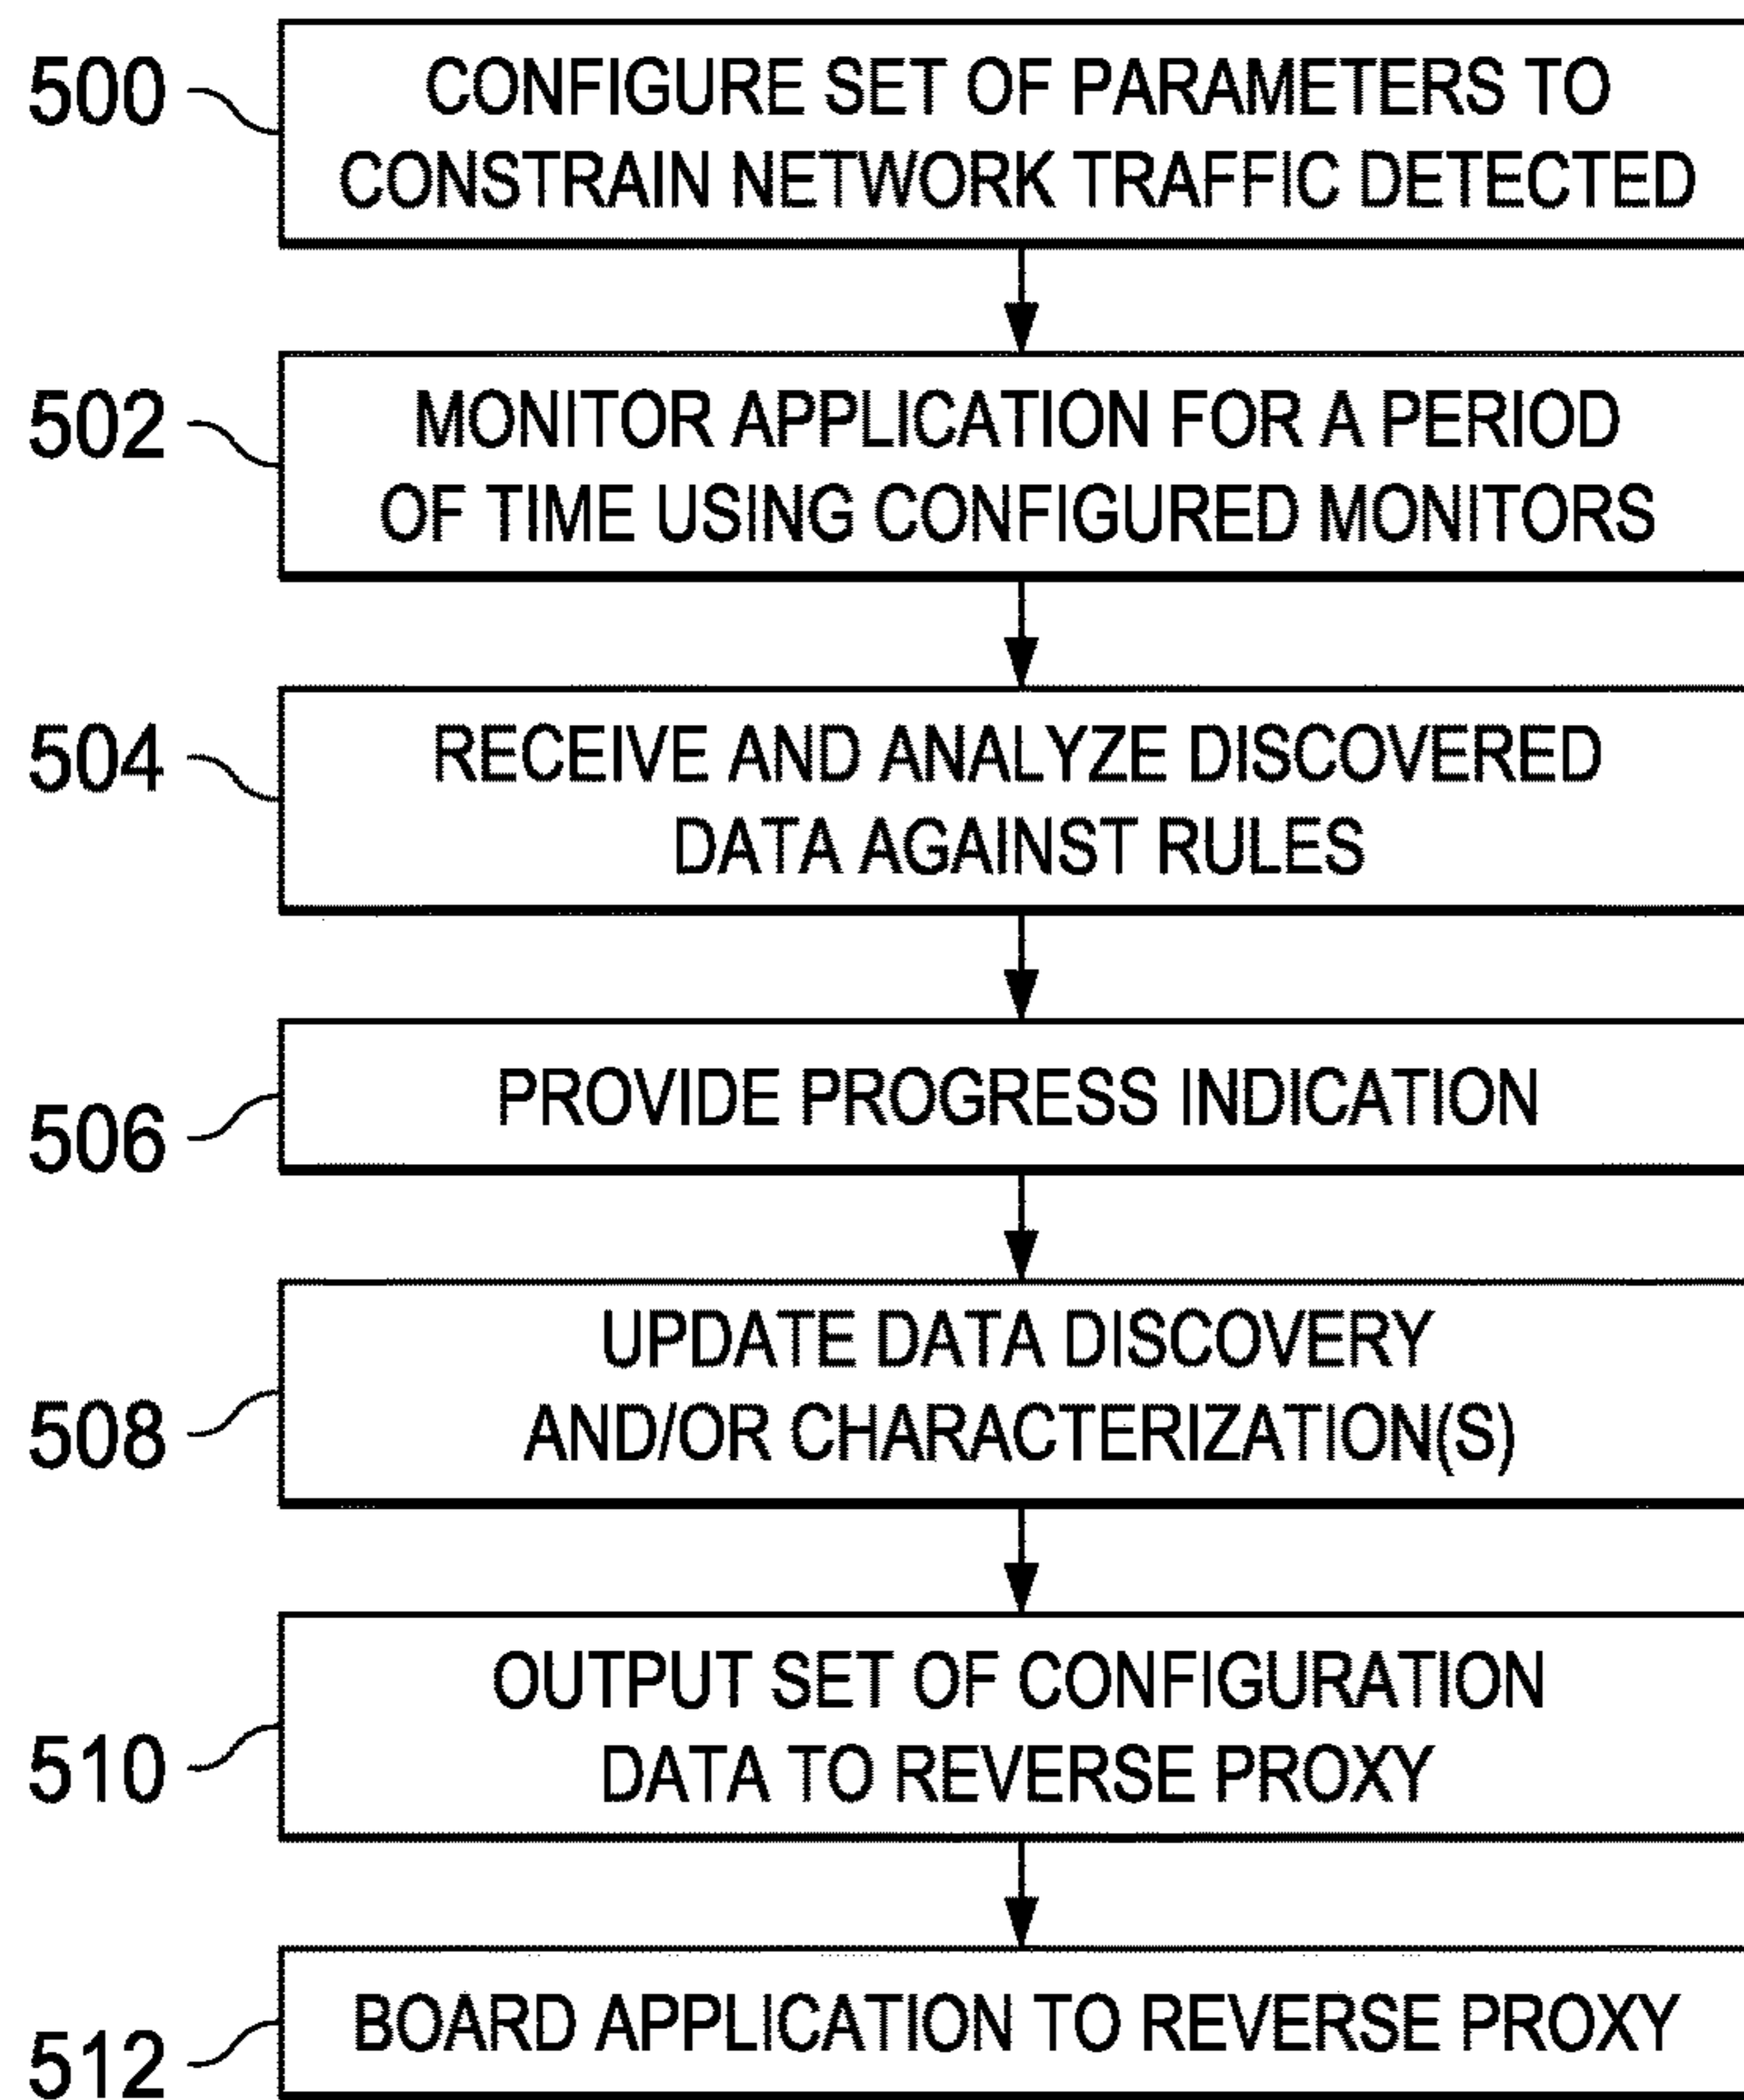 500
CONFIGURE SET OF PARAMETERS TO
CONSTRAIN NETWORK TRAFFIC DETECTED
502
MONITOR APPLICATION FOR A PERIOD
OF TIME USING CONFIGURED MONITORS
504
RECEIVE AND ANALYZE DISCOVERED
DATA AGAINST RULES
506
PROVIDE PROGRESS INDICATION
508
UPDATE DATA DISCOVERY
AND/OR CHARACTERIZATION(S)
510
OUTPUT SET OF CONFIGURATION
DATA TO REVERSE PROXY
512
BOARD APPLICATION TO REVERSE PROXY